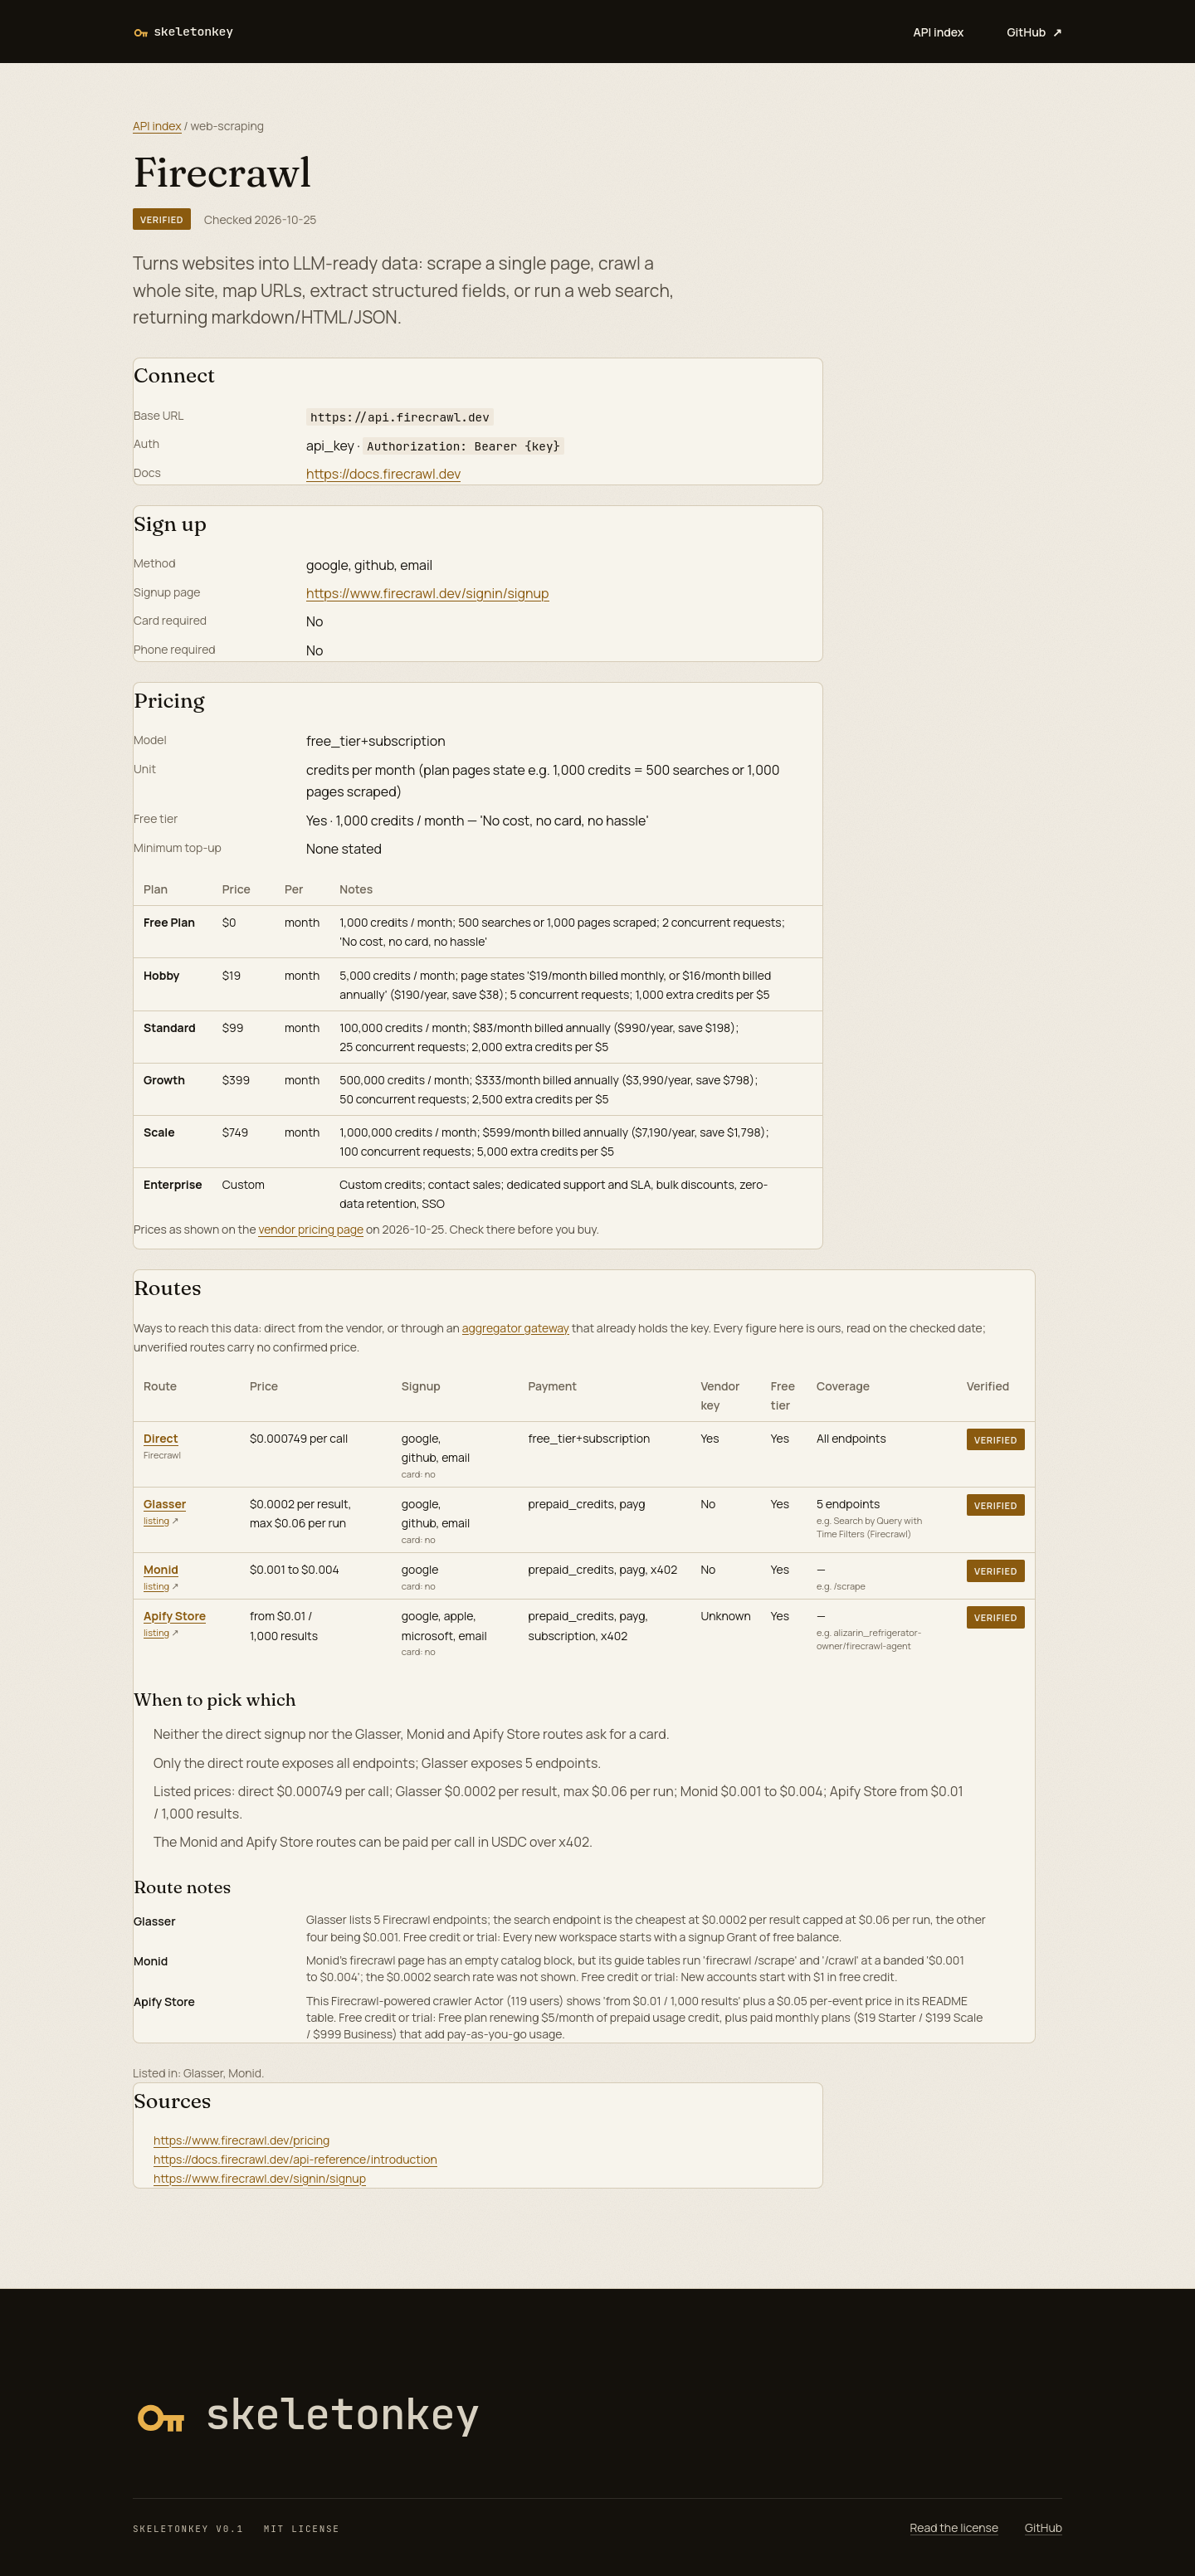 skeletonkey
API index
GitHub ↗
API index / web-scraping
Firecrawl
VERIFIED
Checked 2026-10-25
Turns websites into LLM-ready data: scrape a single page, crawl a
whole site, map URLs, extract structured fields, or run a web search,
returning markdown/HTML/JSON.
Connect
Base URL
https://api.firecrawl.dev
Auth
api_key · Authorization: Bearer {key}
Docs
https://docs.firecrawl.dev
Sign up
Method
google, github, email
Signup page
https://www.firecrawl.dev/signin/signup
Card required
No
Phone required
No
Pricing
Model
free_tier+subscription
Unit
credits per month (plan pages state e.g. 1,000 credits = 500 searches or 1,000
pages scraped)
Free tier
Yes · 1,000 credits / month — 'No cost, no card, no hassle'
Minimum top-up
None stated
Plan Price Per Notes
Free Plan $0 month 1,000 credits / month; 500 searches or 1,000 pages scraped; 2 concurrent requests;
'No cost, no card, no hassle'
Hobby $19 month 5,000 credits / month; page states '$19/month billed monthly, or $16/month billed
annually' ($190/year, save $38); 5 concurrent requests; 1,000 extra credits per $5
Standard $99 month 100,000 credits / month; $83/month billed annually ($990/year, save $198);
25 concurrent requests; 2,000 extra credits per $5
Growth $399 month 500,000 credits / month; $333/month billed annually ($3,990/year, save $798);
50 concurrent requests; 2,500 extra credits per $5
Scale $749 month 1,000,000 credits / month; $599/month billed annually ($7,190/year, save $1,798);
100 concurrent requests; 5,000 extra credits per $5
Enterprise Custom Custom credits; contact sales; dedicated support and SLA, bulk discounts, zero-
data retention, SSO
Prices as shown on the vendor pricing page on 2026-10-25. Check there before you buy.
Routes
Ways to reach this data: direct from the vendor, or through an aggregator gateway that already holds the key. Every figure here is ours, read on the checked date;
unverified routes carry no confirmed price.
Route Price Signup Payment Vendor key Free tier Coverage Verified
Direct $0.000749 per call google, free_tier+subscription Yes Yes All endpoints VERIFIED
Firecrawl github, email
card: no
Glasser $0.0002 per result, google, prepaid_credits, payg No Yes 5 endpoints VERIFIED
listing ↗ max $0.06 per run github, email e.g. Search by Query with
card: no Time Filters (Firecrawl)
Monid $0.001 to $0.004 google prepaid_credits, payg, x402 No Yes — VERIFIED
listing ↗ card: no e.g. /scrape
Apify Store from $0.01 / google, apple, prepaid_credits, payg, Unknown Yes — VERIFIED
listing ↗ 1,000 results microsoft, email subscription, x402 e.g. alizarin_refrigerator-
card: no owner/firecrawl-agent
When to pick which
Neither the direct signup nor the Glasser, Monid and Apify Store routes ask for a card.
Only the direct route exposes all endpoints; Glasser exposes 5 endpoints.
Listed prices: direct $0.000749 per call; Glasser $0.0002 per result, max $0.06 per run; Monid $0.001 to $0.004; Apify Store from $0.01
/ 1,000 results.
The Monid and Apify Store routes can be paid per call in USDC over x402.
Route notes
Glasser
Glasser lists 5 Firecrawl endpoints; the search endpoint is the cheapest at $0.0002 per result capped at $0.06 per run, the other
four being $0.001. Free credit or trial: Every new workspace starts with a signup Grant of free balance.
Monid
Monid's firecrawl page has an empty catalog block, but its guide tables run 'firecrawl /scrape' and '/crawl' at a banded '$0.001
to $0.004'; the $0.0002 search rate was not shown. Free credit or trial: New accounts start with $1 in free credit.
Apify Store
This Firecrawl-powered crawler Actor (119 users) shows 'from $0.01 / 1,000 results' plus a $0.05 per-event price in its README
table. Free credit or trial: Free plan renewing $5/month of prepaid usage credit, plus paid monthly plans ($19 Starter / $199 Scale
/ $999 Business) that add pay-as-you-go usage.
Listed in: Glasser, Monid.
Sources
https://www.firecrawl.dev/pricing
https://docs.firecrawl.dev/api-reference/introduction
https://www.firecrawl.dev/signin/signup
skeletonkey
SKELETONKEY V0.1 MIT LICENSE
Read the license
GitHub